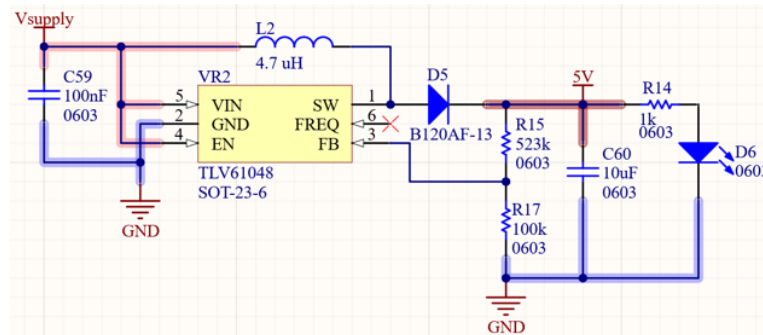 Vsupply
L2
4.7 uH
C59
100nF
0603
VR2
5 VIN SW 1
2 GND FREQ 6
4 EN FB 3
TLV61048
SOT-23-6
GND
D5
B120AF-13
5V
R14
1k
0603
R15
523k
0603
C60
10uF
0603
D6
R17
100k
0603
GND